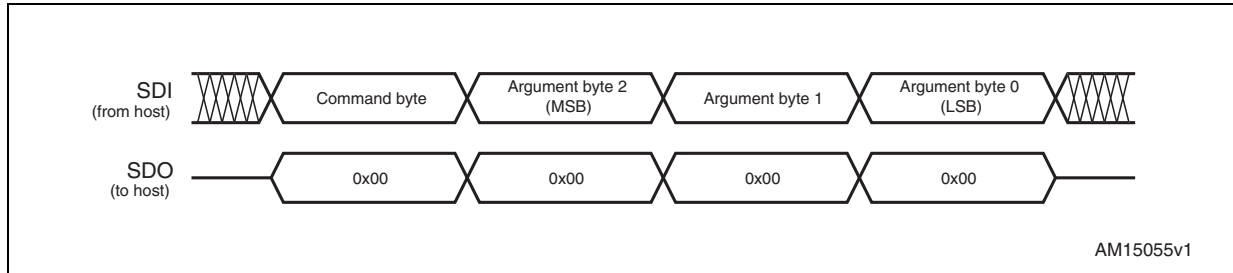 SDI
(from host)
Command byte
Argument byte 2
(MSB)
Argument byte 1
Argument byte 0
(LSB)
SDO
(to host)
0x00
0x00
0x00
0x00
AM15055v1